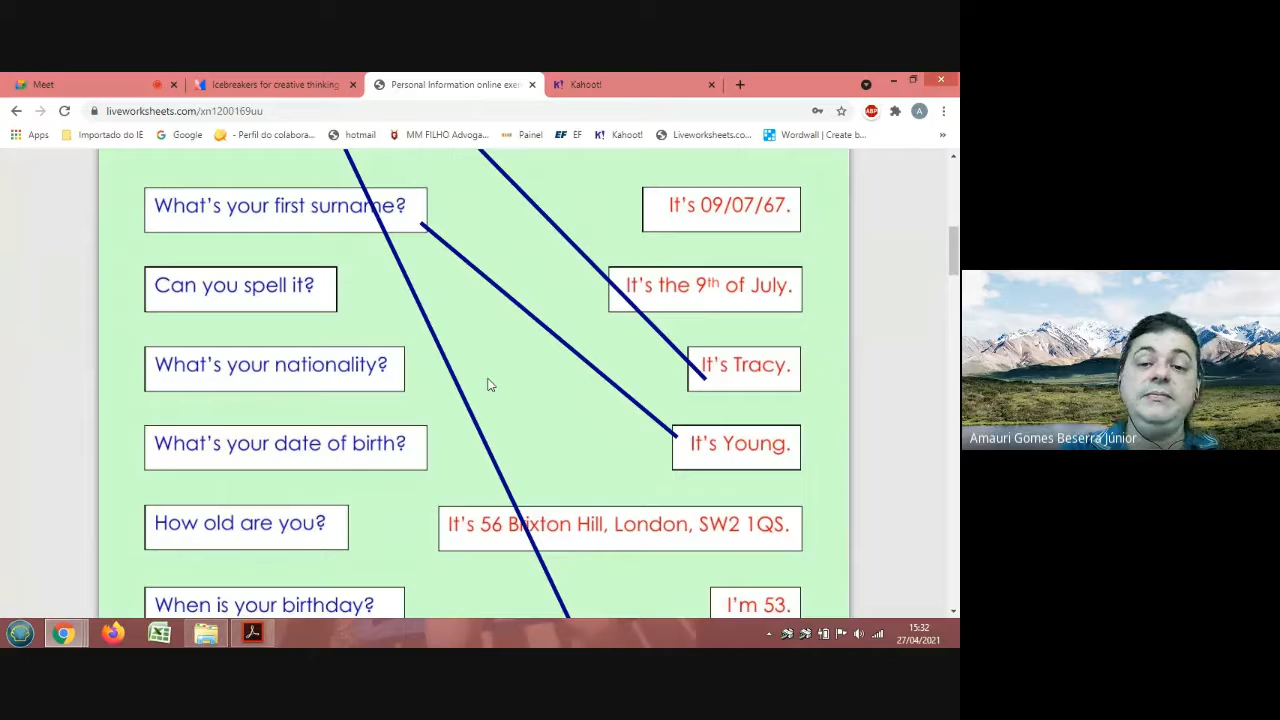 Meet
Icebreakers for creative thinking
Personal Information online exer
Kahoot!
liveworksheets.com/xn1200169uu
ABP
A
Apps
Importado do IE
Google
- Perfil do colabora...
hotmail
MM FILHO Advoga...
Painel
EF EF
K! Kahoot!
Liveworksheets.co...
Wordwall | Create b...
What's your first surname?
It's 09/07/67.
Can you spell it?
It's the 9th of July.
What's your nationality?
It's Tracy.
What's your date of birth?
It's Young.
How old are you?
It's 56 Brixton Hill, London, SW2 1QS.
When is your birthday?
I'm 53.
15:32
27/04/2021
Amauri Gomes Beserra Júnior